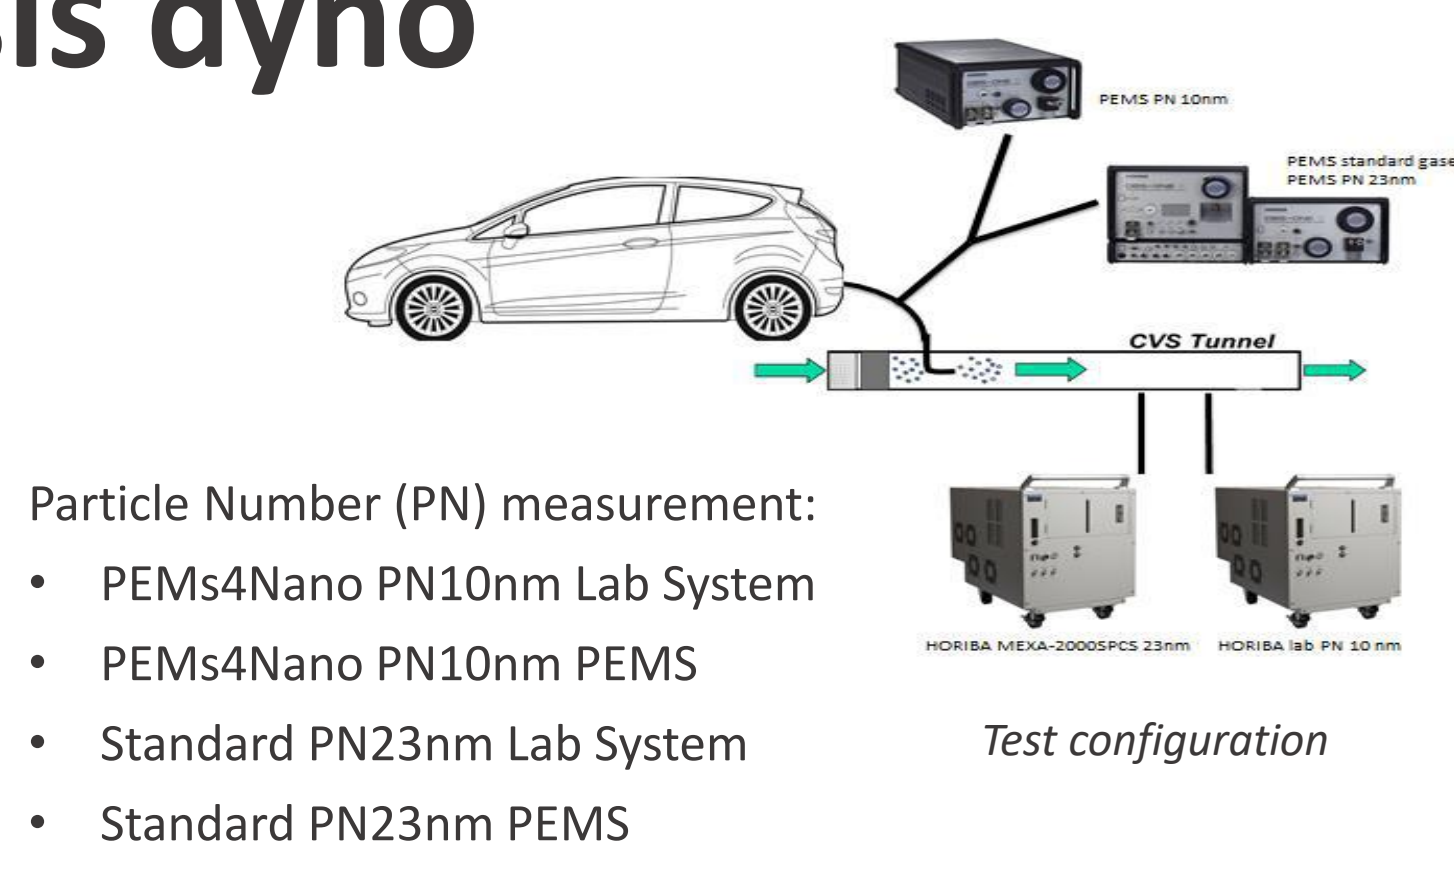 sis dyno
PEMS PN 10nm
PEMS standard gase
PEMS PN 23nm
CVS Tunnel
Particle Number (PN) measurement:
• PEMs4Nano PN10nm Lab System
• PEMs4Nano PN10nm PEMS
• Standard PN23nm Lab System
• Standard PN23nm PEMS
HORIBA MEXA-2000SPCS 23nm
HORIBA lab PN 10 nm
Test configuration